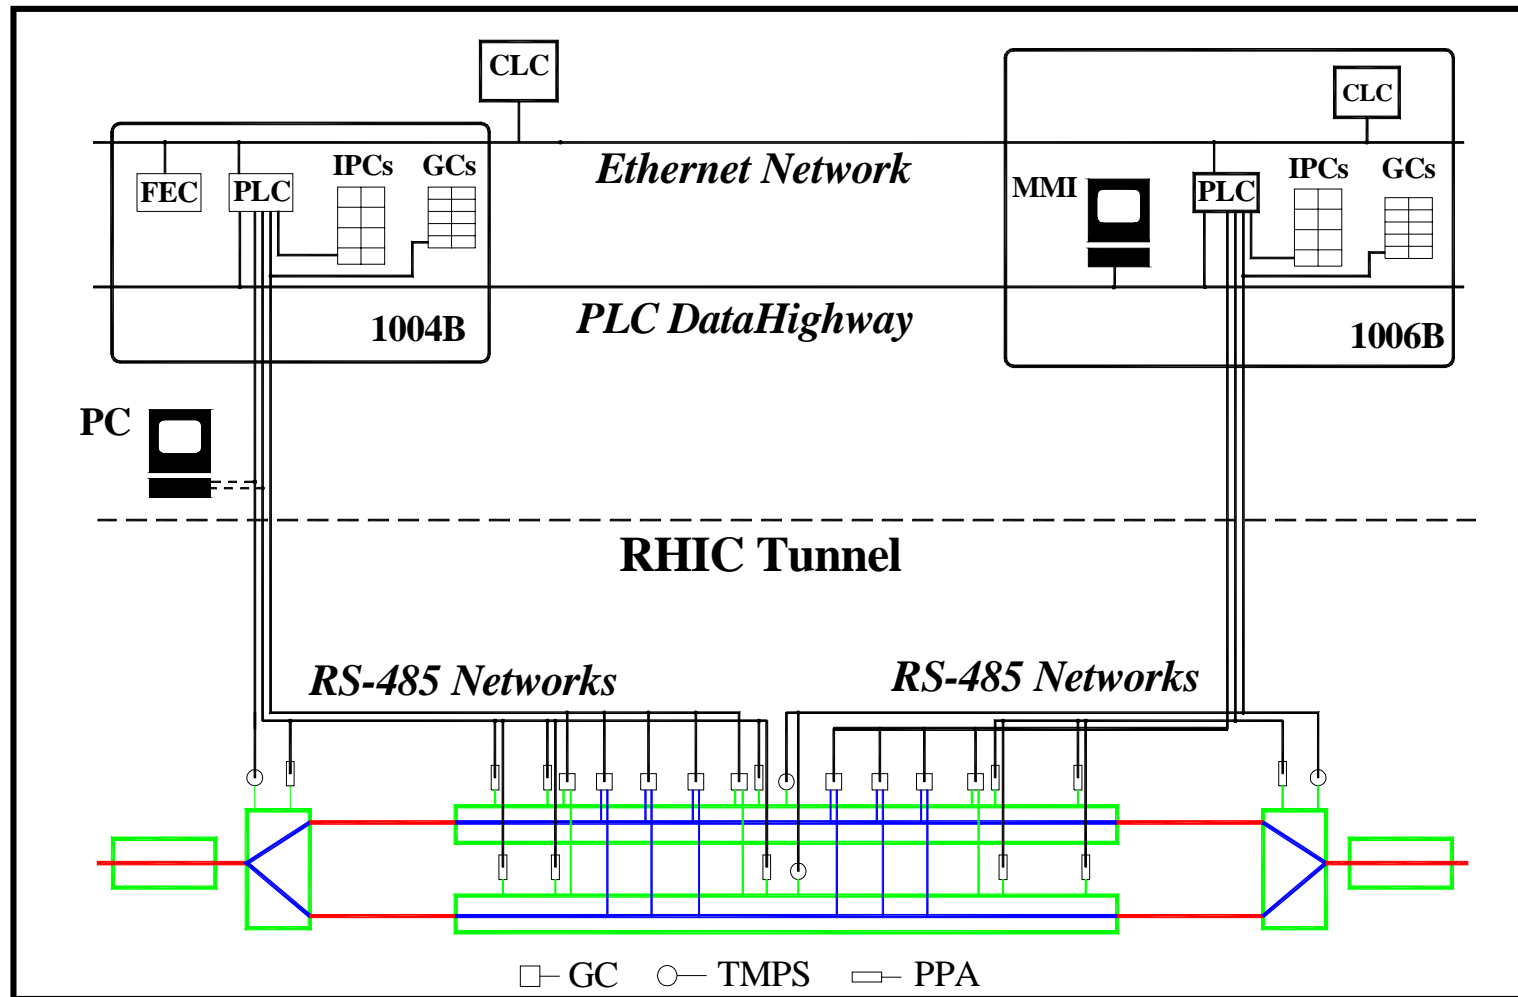 CLC
CLC
IPCs GCs
Ethernet Network
FEC PLC
MMI PLC IPCs GCs
1004B
PLC DataHighway
1006B
PC
RHIC Tunnel
RS-485 Networks
RS-485 Networks
GC TMPS PPA